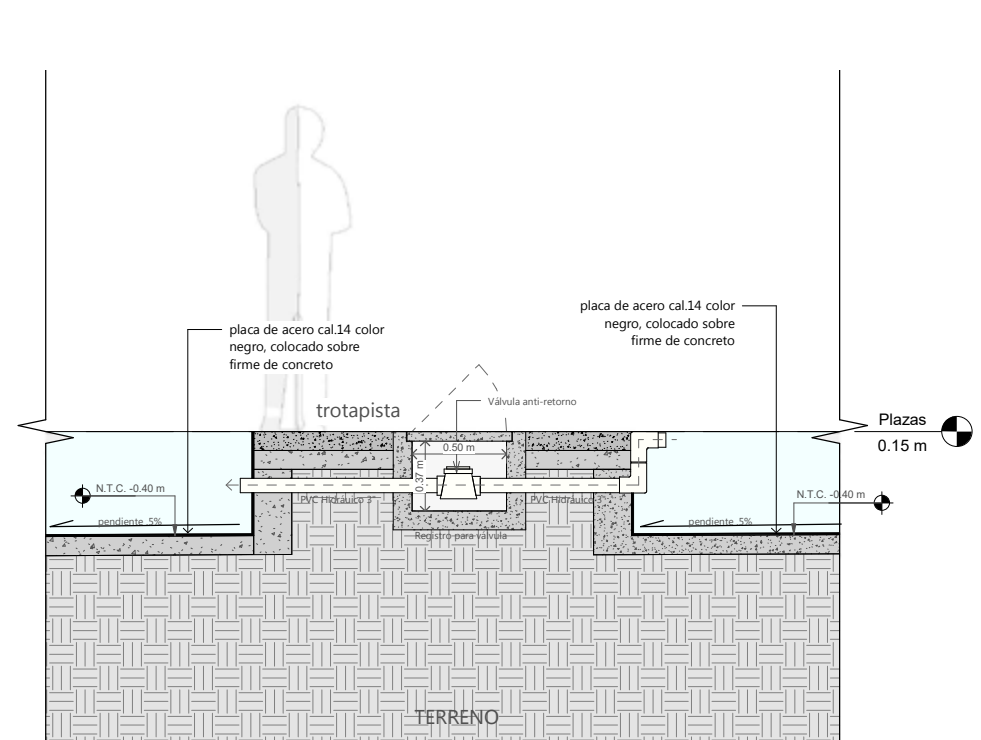 placa de acero cal.14 color
negro, colocado sobre
firme de concreto
placa de acero cal.14 color
negro, colocado sobre
firme de concreto
trotapista
Válvula anti-retorno
Plazas
0.15 m
0.50 m
0.37 m
N.T.C. -0.40 m
N.T.C. -0.40 m
PVC Hidráulico 3"
PVC Hidráulico 3"
pendiente .5%
pendiente .5%
Registro para válvula
TERRENO